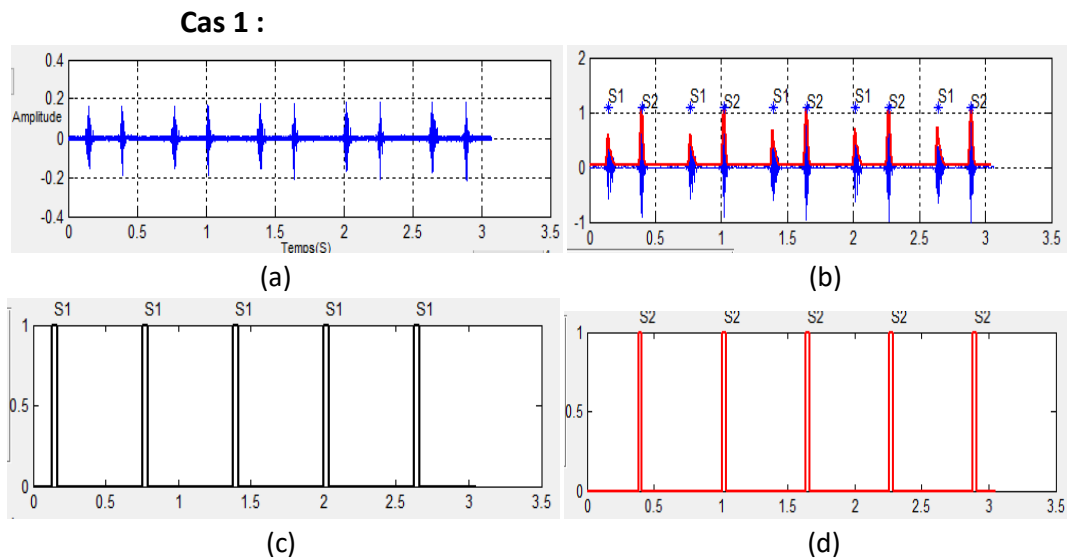 Cas 1 :
0.4
0.2
Amplitude
0
-0.2
-0.4
0 0.5 1 1.5 2 2.5 3 3.5
Temps(S)
(a)
2
1
0
-1
S1 S2 S1 S2 S1 S2 S1 S2 S1 S2
0 0.5 1 1.5 2 2.5 3 3.5
(b)
S1 S1 S1 S1 S1
1
0.5
0
0 0.5 1 1.5 2 2.5 3 3.5
(c)
S2 S2 S2 S2 S2
1
0.5
0
0 0.5 1 1.5 2 2.5 3 3.5
(d)